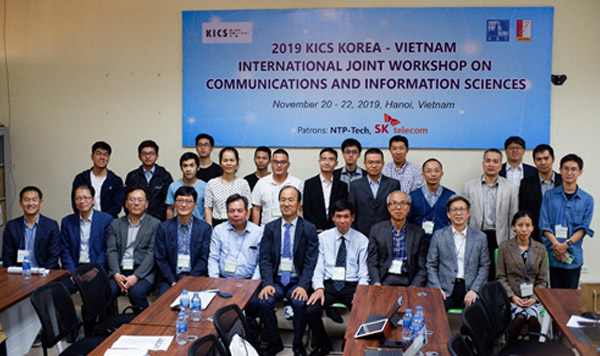 KICS
2019 KICS KOREA - VIETNAM
INTERNATIONAL JOINT WORKSHOP ON
COMMUNICATIONS AND INFORMATION SCIENCES
November 20 - 22, 2019, Hanoi, Vietnam
Patrons: NTP-Tech, SK telecom